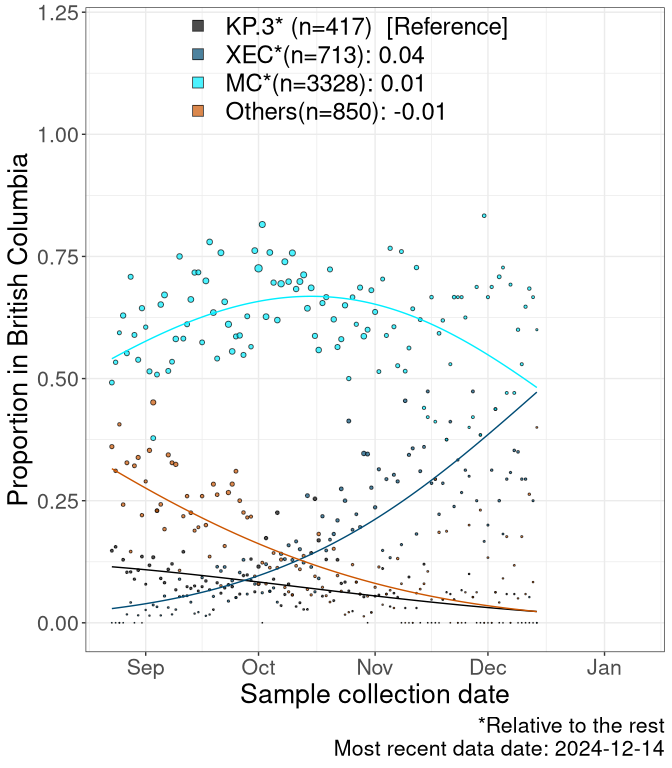 KP.3* (n=417)  [Reference]
XEC*(n=713): 0.04
MC*(n=3328): 0.01
Others(n=850): -0.01
Proportion in British Columbia
1.25
1.00
0.75
0.50
0.25
0.00
Sep Oct Nov Dec Jan
Sample collection date
*Relative to the rest
Most recent data date: 2024-12-14